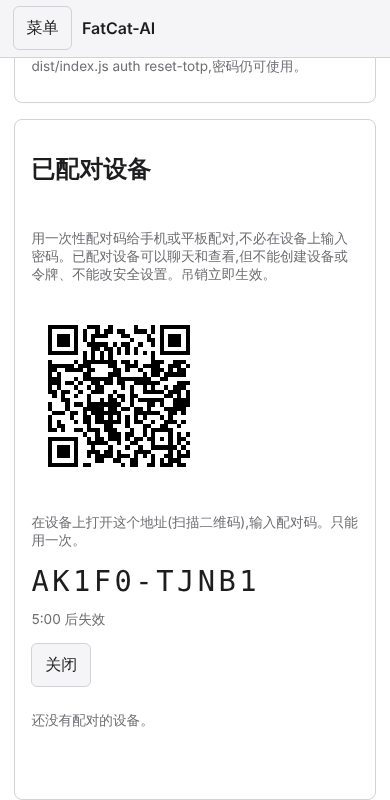 菜单
FatCat-AI
dist/index.js auth reset-totp,密码仍可使用。
已配对设备
用一次性配对码给手机或平板配对,不必在设备上输入
密码。已配对设备可以聊天和查看,但不能创建设备或
令牌、不能改安全设置。吊销立即生效。
在设备上打开这个地址(扫描二维码),输入配对码。只能
用一次。
AK1F0-TJNB1
5:00 后失效
关闭
还没有配对的设备。